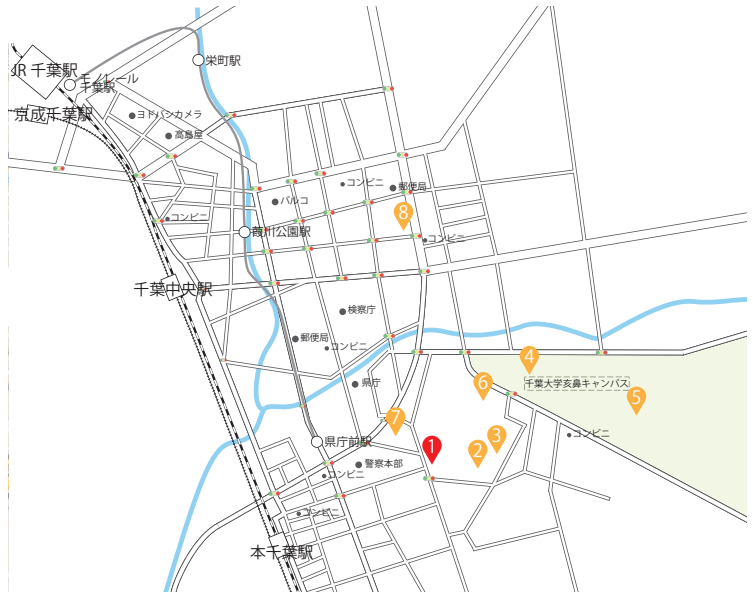 栄町駅
JR 千葉駅
モノレール
千葉駅
京成千葉駅
ヨドバシカメラ
高島屋
コンビニ
郵便局
パルコ
コンビニ
8
葭川公園駅
コンビニ
千葉中央駅
検察庁
郵便局
コンビニ
4
千葉大学亥鼻キャンパス
県庁
6
5
7
コンビニ
3
県庁前駅
1
2
警察本部
コンビニ
コンビニ
本千葉駅